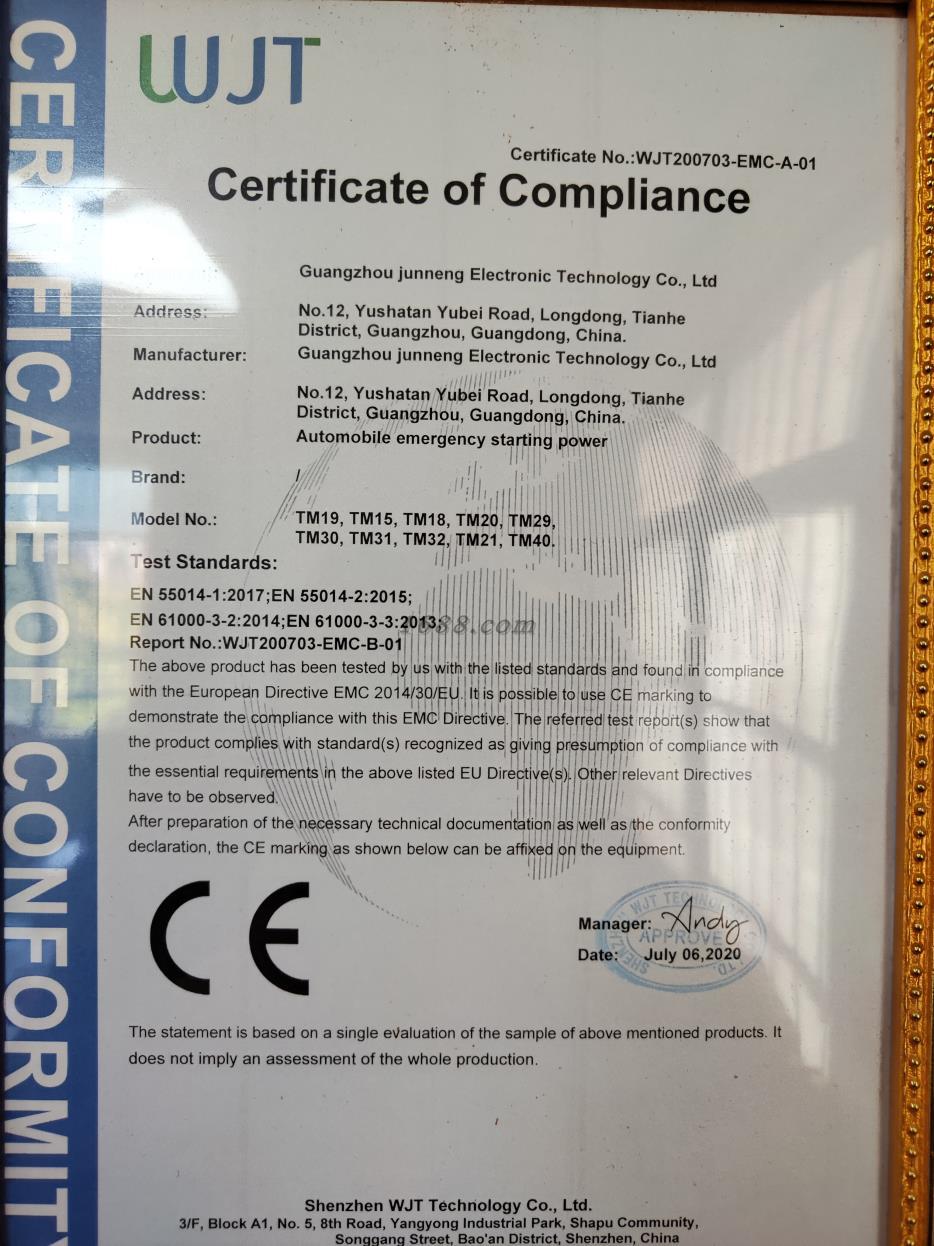 CERTIFICATE OF CONFORMITY
WJT
Certificate No.:WJT200703-EMC-A-01
Certificate of Compliance
Guangzhou junneng Electronic Technology Co., Ltd
Address: No.12, Yushatan Yubei Road, Longdong, Tianhe
District, Guangzhou, Guangdong, China.
Manufacturer: Guangzhou junneng Electronic Technology Co., Ltd
Address: No.12, Yushatan Yubei Road, Longdong, Tianhe
District, Guangzhou, Guangdong, China.
Product: Automobile emergency starting power
Brand: /
Model No.: TM19, TM15, TM18, TM20, TM29,
TM30, TM31, TM32, TM21, TM40.
Test Standards:
EN 55014-1:2017;EN 55014-2:2015;
EN 61000-3-2:2014;EN 61000-3-3:2013;
1688.com
Report No.:WJT200703-EMC-B-01
The above product has been tested by us with the listed standards and found in compliance
with the European Directive EMC 2014/30/EU. It is possible to use CE marking to
demonstrate the compliance with this EMC Directive. The referred test report(s) show that
the product complies with standard(s) recognized as giving presumption of compliance with
the essential requirements in the above listed EU Directive(s). Other relevant Directives
have to be observed.
After preparation of the necessary technical documentation as well as the conformity
declaration, the CE marking as shown below can be affixed on the equipment.
CE
Manager: Andy
APPROVE
Date: July 06,2020
The statement is based on a single evaluation of the sample of above mentioned products. It
does not imply an assessment of the whole production.
Shenzhen WJT Technology Co., Ltd.
3/F, Block A1, No. 5, 8th Road, Yangyong Industrial Park, Shapu Community,
Songgang Street, Bao'an District, Shenzhen, China